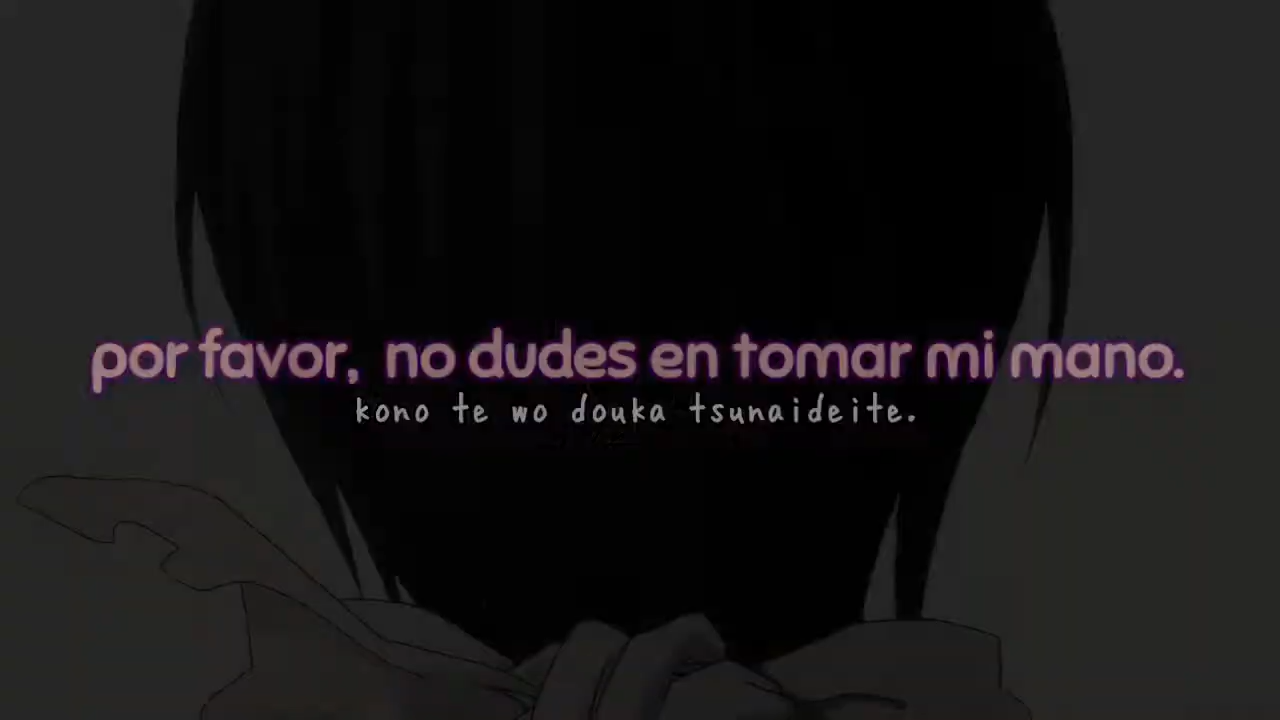 por favor, no dudes en tomar mi mano.
kono te wo douka tsunaideite.